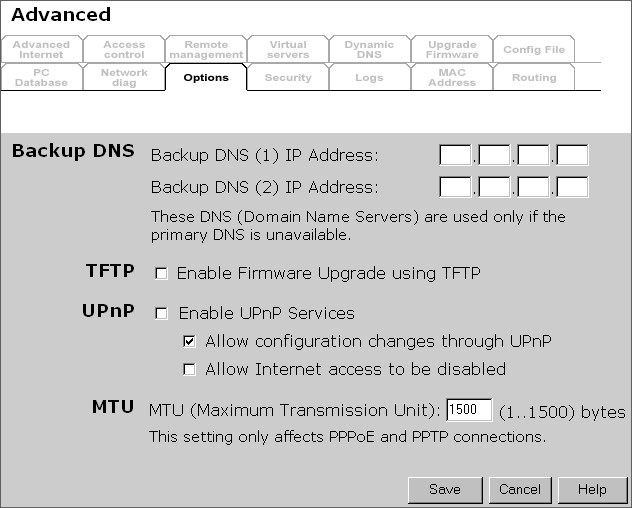 Advanced
Advanced Internet
Access control
Remote management
Virtual servers
Dynamic DNS
Upgrade Firmware
Config File
PC Database
Network diag
Options
Security
Logs
MAC Address
Routing
Backup DNS
Backup DNS (1) IP Address: . . .
Backup DNS (2) IP Address: . . .
These DNS (Domain Name Servers) are used only if the
primary DNS is unavailable.
TFTP Enable Firmware Upgrade using TFTP
UPnP Enable UPnP Services
Allow configuration changes through UPnP
Allow Internet access to be disabled
MTU MTU (Maximum Transmission Unit): 1500 (1..1500) bytes
This setting only affects PPPoE and PPTP connections.
Save Cancel Help